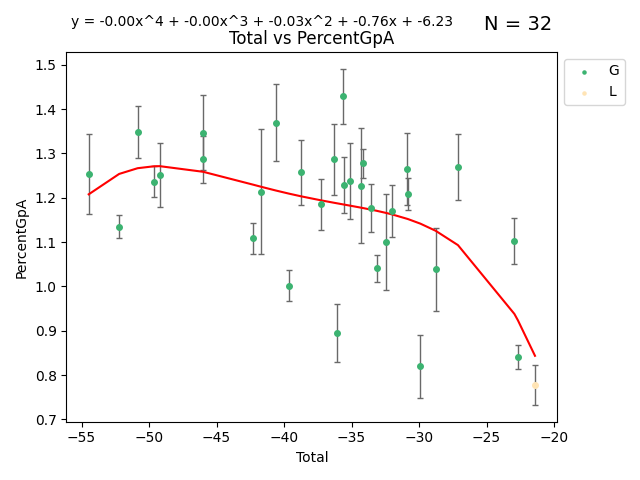 y = -0.00x^4 + -0.00x^3 + -0.03x^2 + -0.76x + -6.23
N = 32
Total vs PercentGpA
G
L
PercentGpA
1.5
1.4
1.3
1.2
1.1
1.0
0.9
0.8
0.7
−55 −50 −45 −40 −35 −30 −25 −20
Total